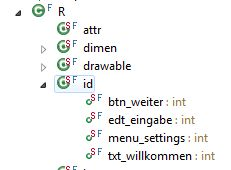 R
attr
dimen
drawable
id
btn_weiter : int
edt_eingabe : int
menu_settings : int
txt_willkommen : int